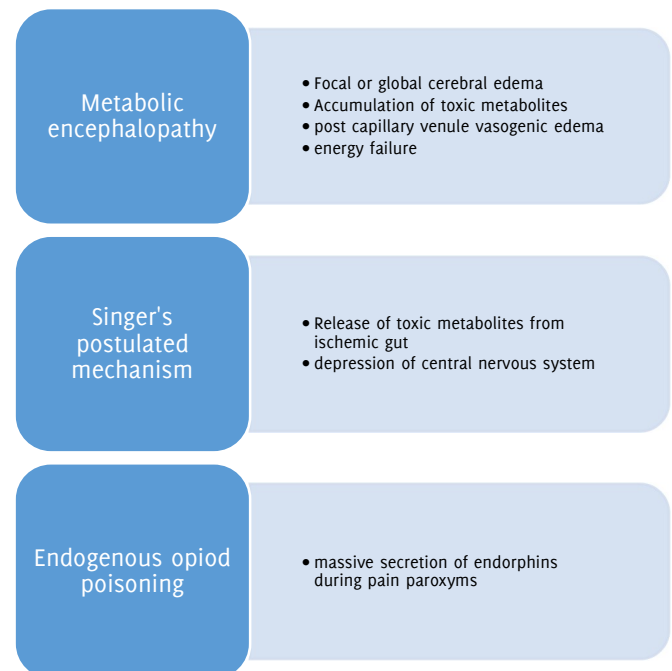 Metabolic
encephalopathy
• Focal or global cerebral edema
• Accumulation of toxic metabolites
• post capillary venule vasogenic edema
• energy failure
Singer's
postulated
mechanism
• Release of toxic metabolites from
ischemic gut
• depression of central nervous system
Endogenous opiod
poisoning
• massive secretion of endorphins
during pain paroxyms